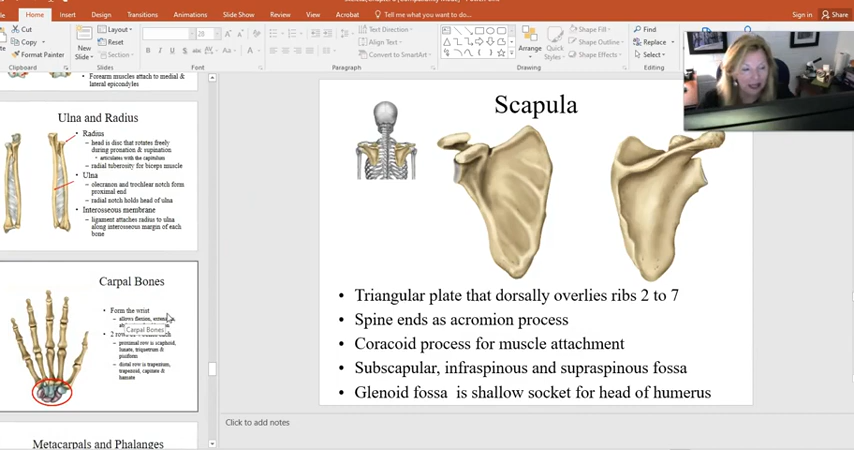 Home
Insert
Design
Transitions
Animations
Slide Show
Review
View
Acrobat
Tell me what you want to do...
Sign in
Share
Cut
Copy
Format Painter
Clipboard
New
Slide
Layout
Reset
Section
Slides
28
Font
Text Direction
Align Text
Convert to SmartArt
Paragraph
Arrange
Quick
Styles
Shape Fill
Shape Outline
Shape Effects
Drawing
Find
Replace
Select
Editing
Forearm muscles attach to medial &
lateral epicondyles
Ulna and Radius
• Radius
– head is disc that rotates freely
during pronation & supination
• articulates with the capitulum
– radial tuberosity for biceps muscle
• Ulna
– olecranon and trochlear notch form
proximal end
– radial notch holds head of ulna
• Interosseous membrane
– ligament attaches radius to ulna
along interosseous margin of each
bone
Carpal Bones
• Form the wrist
– allows flexion,
Carpal Bones
– proximal row is scaphoid,
lunate, triquetrum &
pisiform
– distal row is trapezium,
trapezoid, capitate &
hamate
Metacarpals and Phalanges
Scapula
• Triangular plate that dorsally overlies ribs 2 to 7
• Spine ends as acromion process
• Coracoid process for muscle attachment
• Subscapular, infraspinous and supraspinous fossa
• Glenoid fossa is shallow socket for head of humerus
Click to add notes